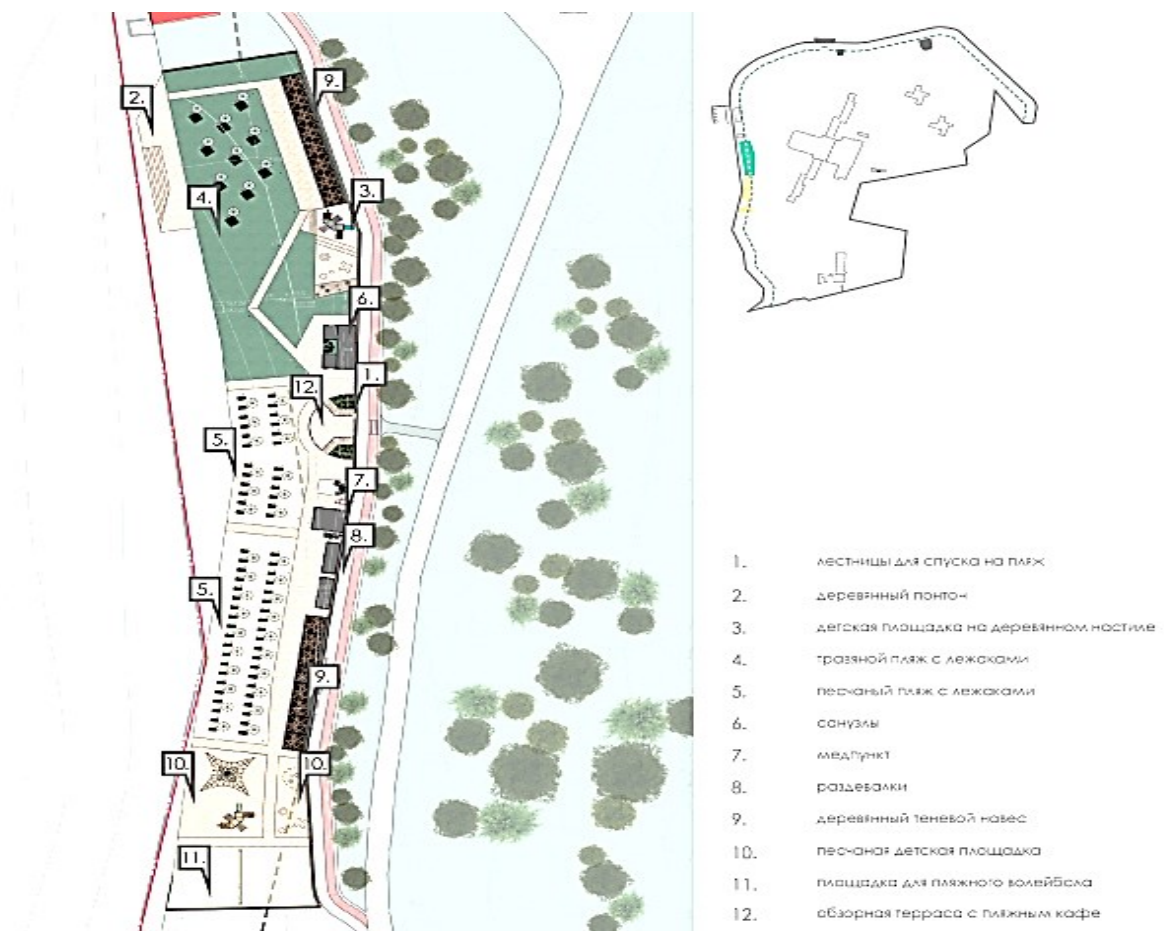 9.
2.
3.
4.
6.
1.
12.
5.
7.
8.
5.
9.
10.
10.
11.
1. лестницы для спуска на пляж
2. деревянный понтон
3. детская площадка на деревянном настиле
4. травяной пляж с лежаками
5. песчаный пляж с лежаками
6. санузлы
7. медпункт
8. раздевалки
9. деревянный теневой навес
10. песчаная детская площадка
11. площадка для пляжного волейбола
12. обзорная терраса с пляжным кафе